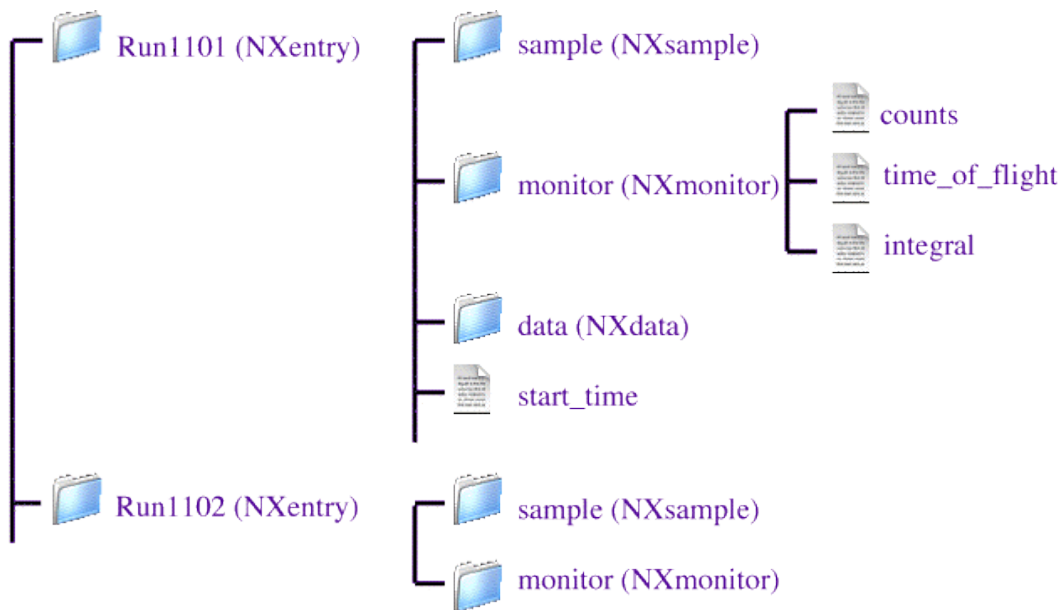 Run1101 (NXentry)
sample (NXsample)
monitor (NXmonitor)
counts
time_of_flight
integral
data (NXdata)
start_time
Run1102 (NXentry)
sample (NXsample)
monitor (NXmonitor)